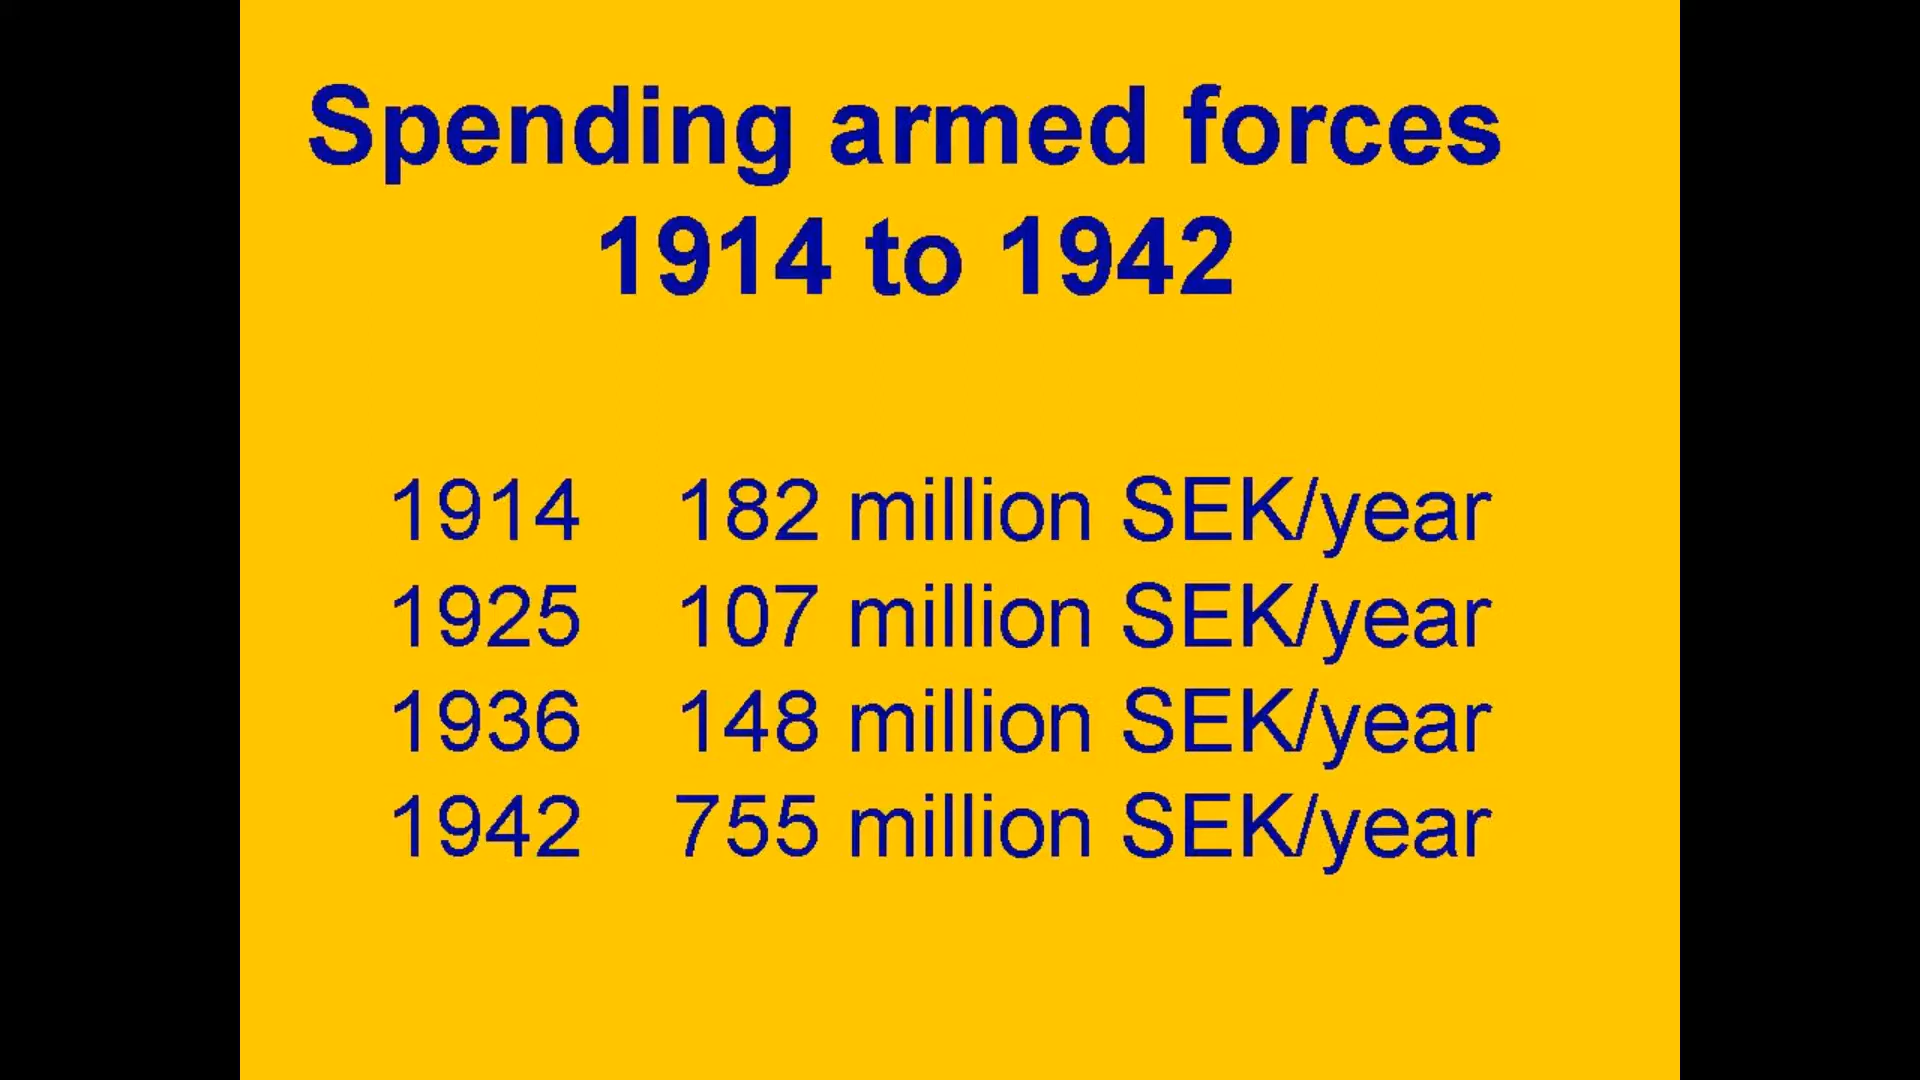 Spending armed forces
1914 to 1942
1914 182 million SEK/year
1925 107 million SEK/year
1936 148 million SEK/year
1942 755 million SEK/year